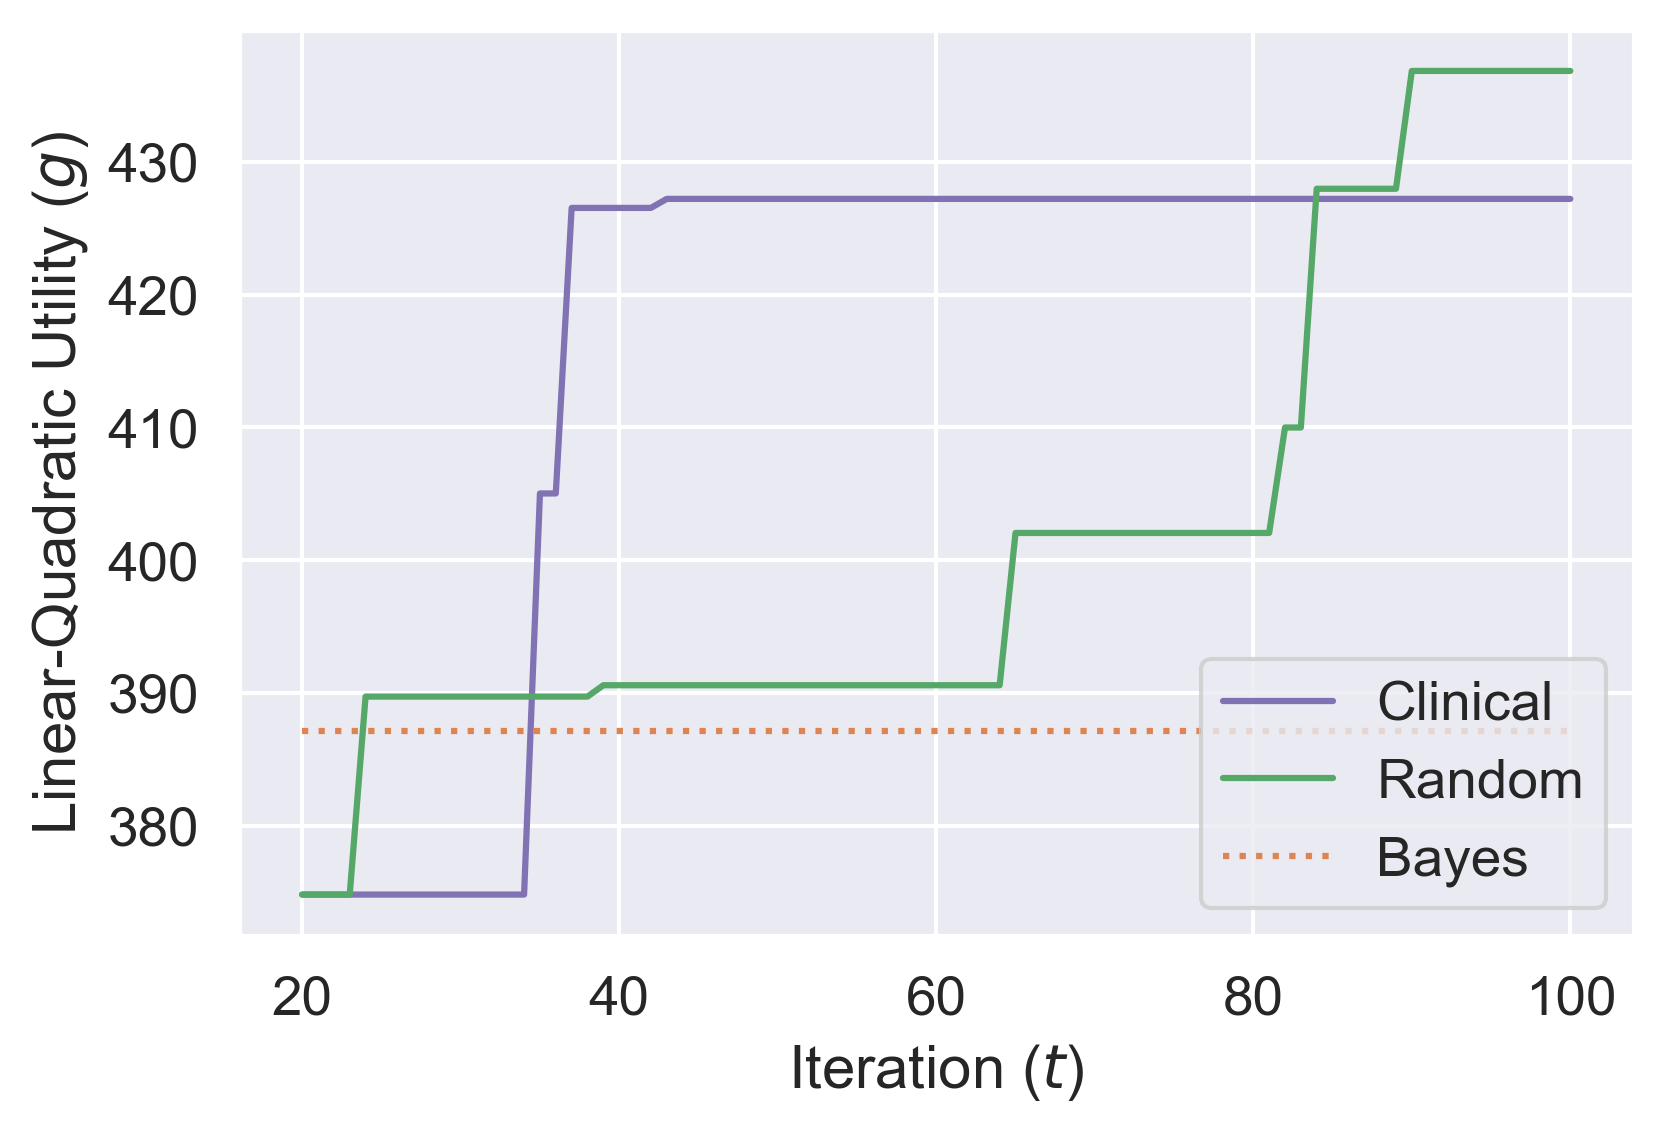 Linear-Quadratic Utility (g)
430
420
410
400
390
380
Clinical
Random
Bayes
20 40 60 80 100
Iteration (t)